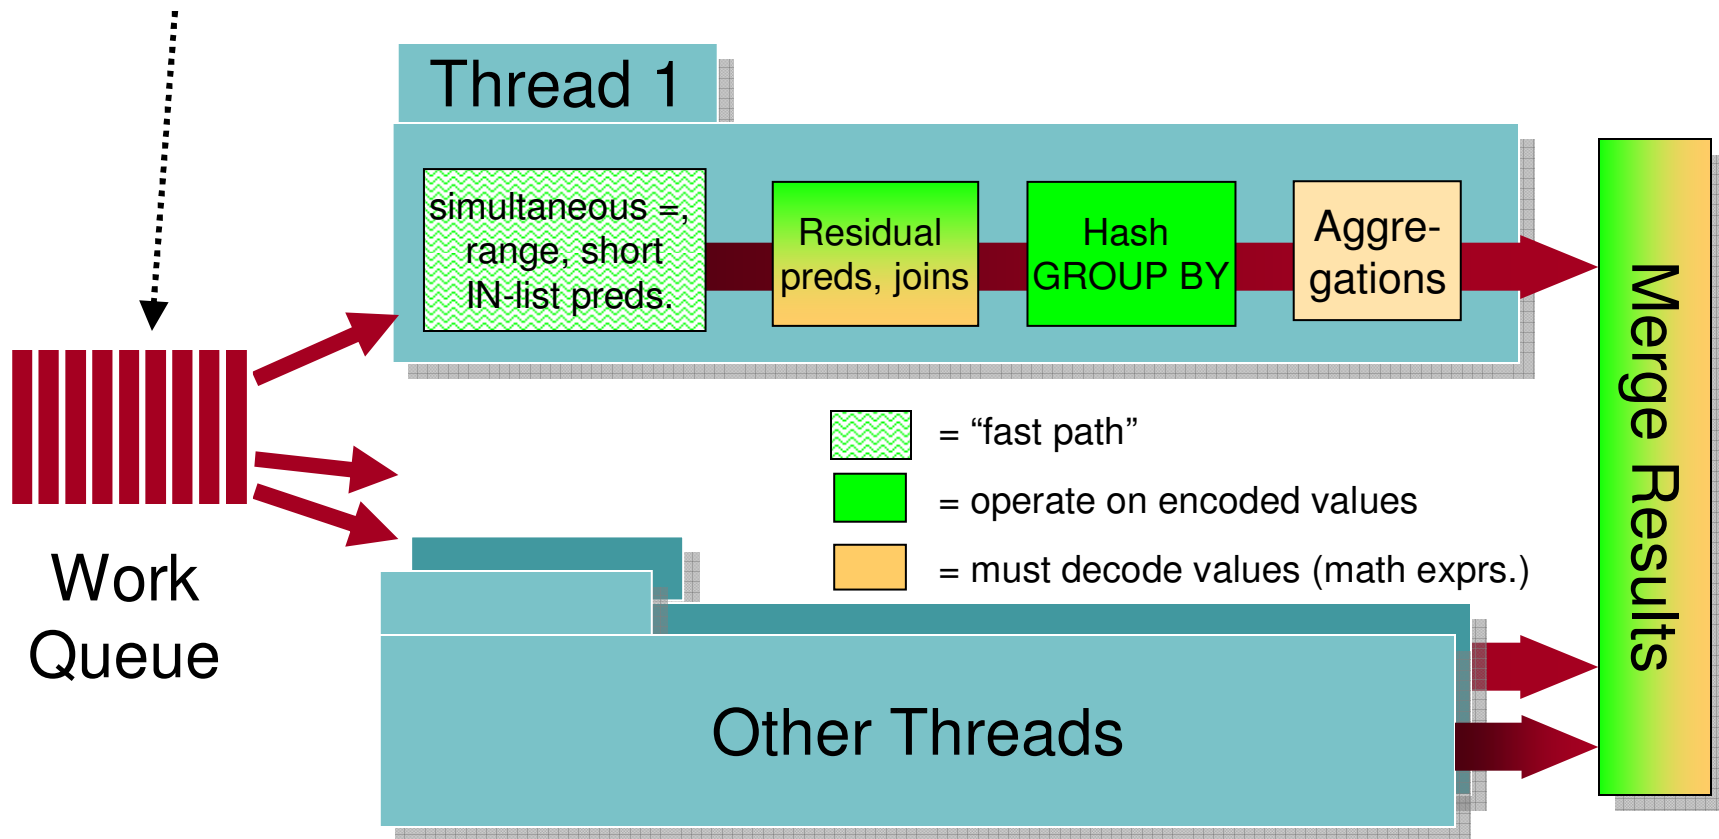 Thread 1
simultaneous =,
range, short
IN-list preds.
Residual
preds, joins
Hash
GROUP BY
Aggre-
gations
Merge Results
= “fast path”
= operate on encoded values
= must decode values (math exprs.)
Work
Queue
Other Threads